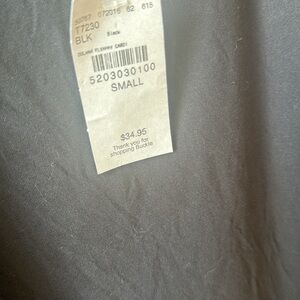 T7230
BLK Black
5203030100
SMALL
$34.95
Thank you for
shopping Buckle